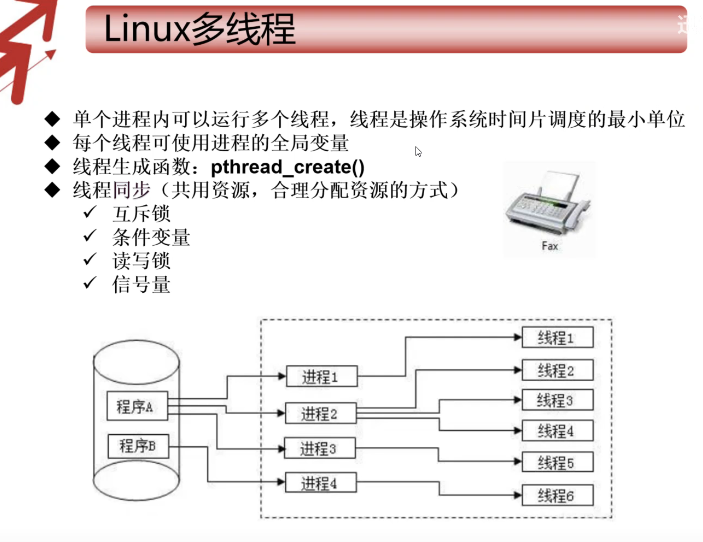 Linux多线程
单个进程内可以运行多个线程，线程是操作系统时间片调度的最小单位
每个线程可使用进程的全局变量
线程生成函数：pthread_create()
线程同步（共用资源，合理分配资源的方式）
互斥锁
条件变量
读写锁
信号量
Fax
程序A
程序B
进程1
进程2
进程3
进程4
线程1
线程2
线程3
线程4
线程5
线程6